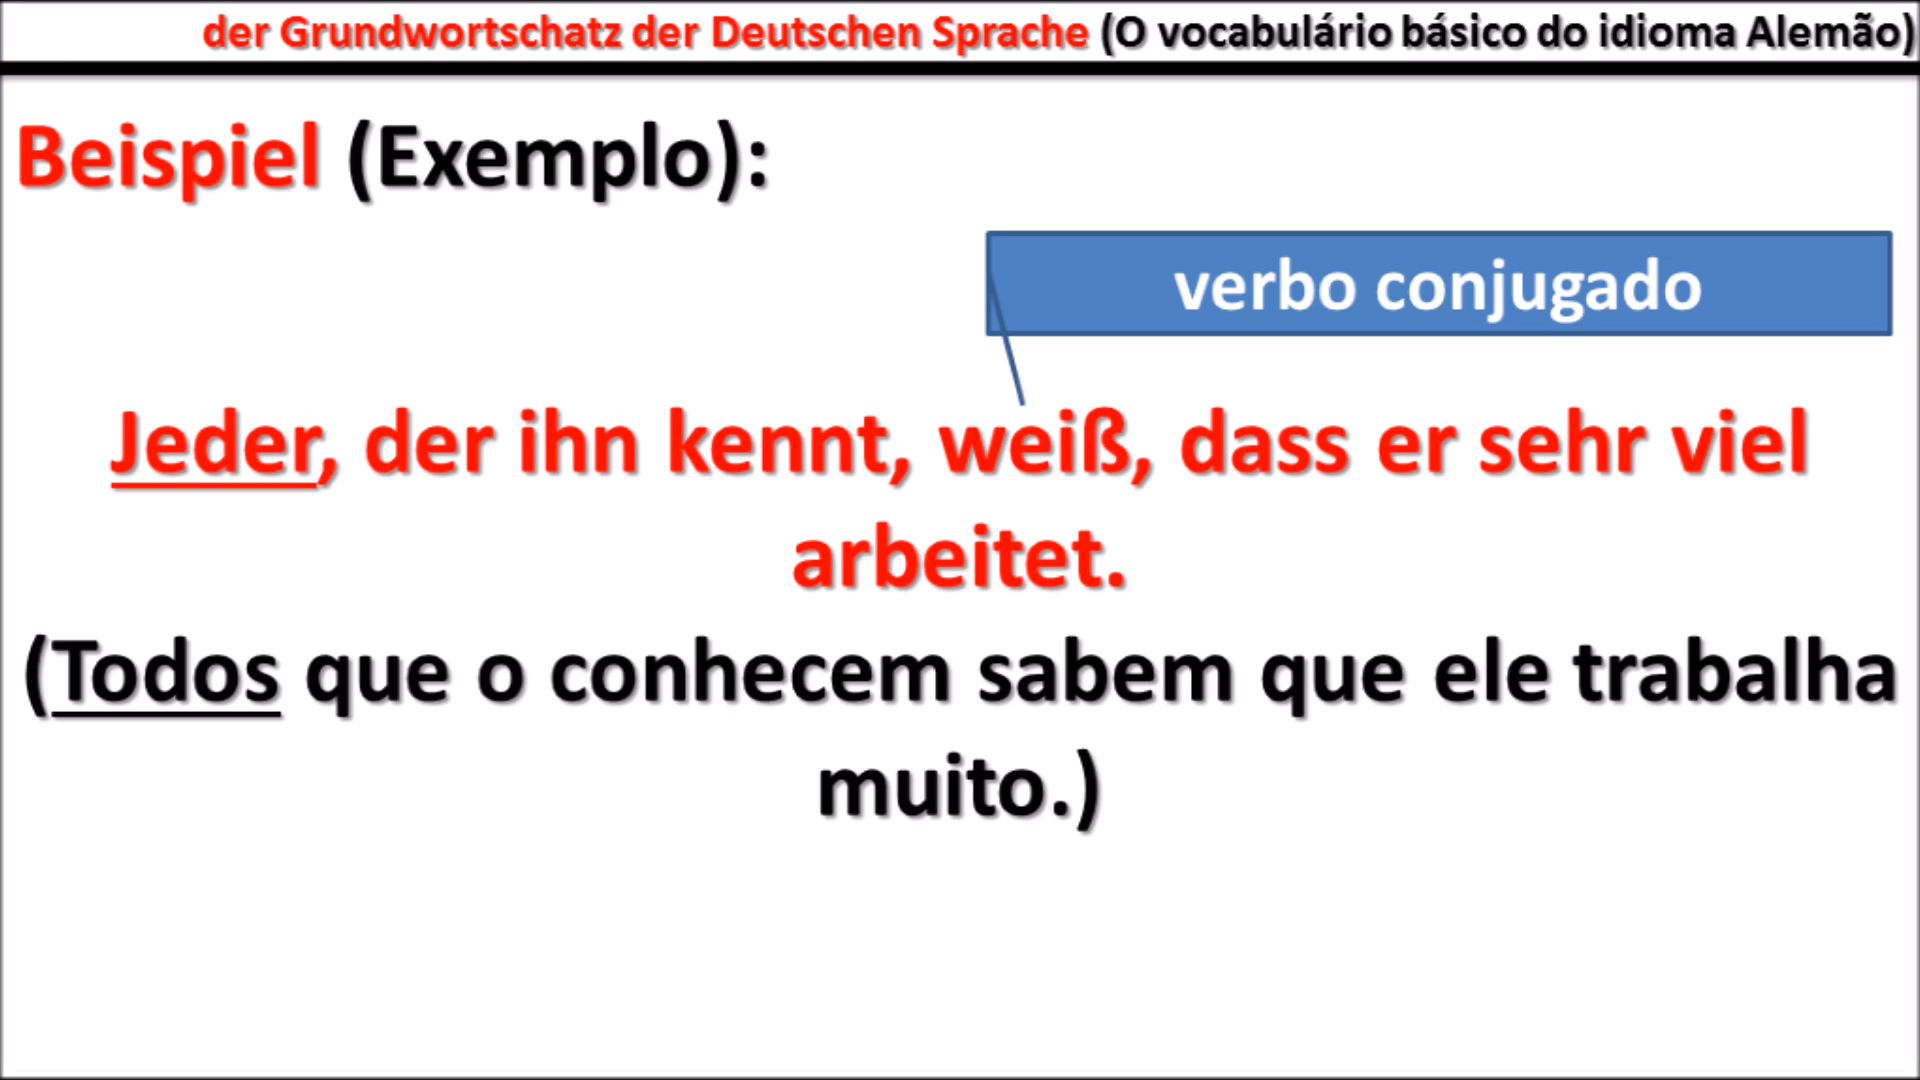 der Grundwortschatz der Deutschen Sprache (O vocabulário básico do idioma Alemão)
Beispiel (Exemplo):
verbo conjugado
Jeder, der ihn kennt, weiß, dass er sehr viel
arbeitet.
(Todos que o conhecem sabem que ele trabalha
muito.)